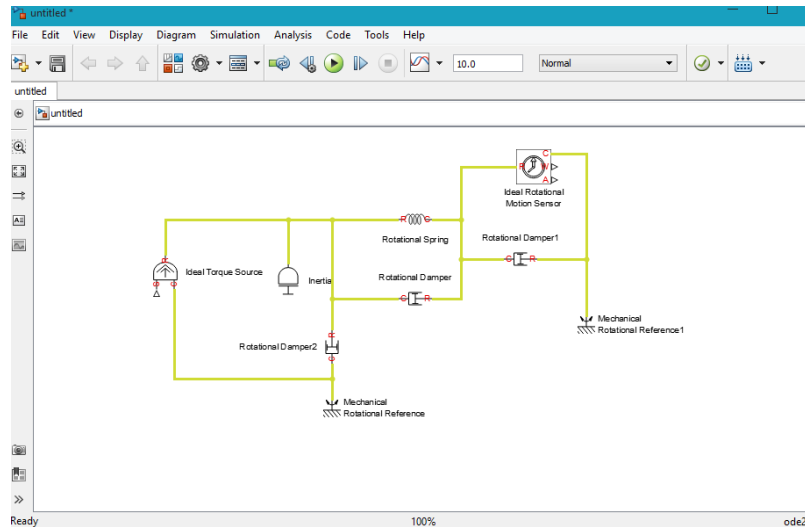 untitled *
File Edit View Display Diagram Simulation Analysis Code Tools Help
10.0 Normal
untitled
untitled
C
R W
A
Ideal Rotational
Motion Sensor
R C
Rotational Spring
Rotational Damper1
C R
Ideal Torque Source
Inertia
Rotational Damper
C R
Mechanical
Rotational Reference1
Rotational Damper2
Mechanical
Rotational Reference
Ready 100% ode2